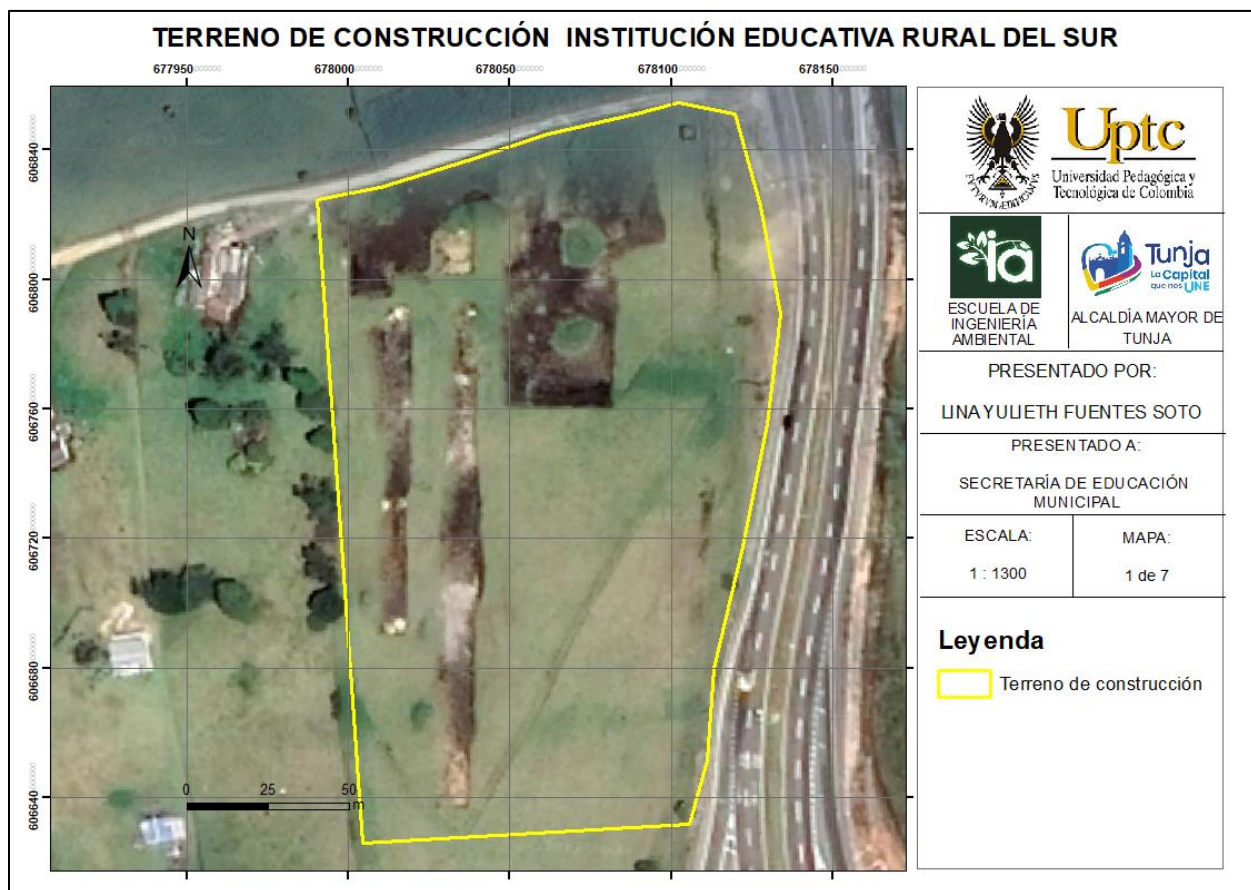 TERRENO DE CONSTRUCCIÓN INSTITUCIÓN EDUCATIVA RURAL DEL SUR
677950 678000 678050 678100 678150
606840
606800
606760
606720
606680
606640
N
0 25 50
m
Uptc
Universidad Pedagógica y
Tecnológica de Colombia
ia
ESCUELA DE
INGENIERÍA
AMBIENTAL
Tunja
La Capital
que nos UNE
ALCALDÍA MAYOR DE
TUNJA
PRESENTADO POR:
LINA YULIETH FUENTES SOTO
PRESENTADO A:
SECRETARÍA DE EDUCACIÓN
MUNICIPAL
ESCALA:
1 : 1300
MAPA:
1 de 7
Leyenda
Terreno de construcción